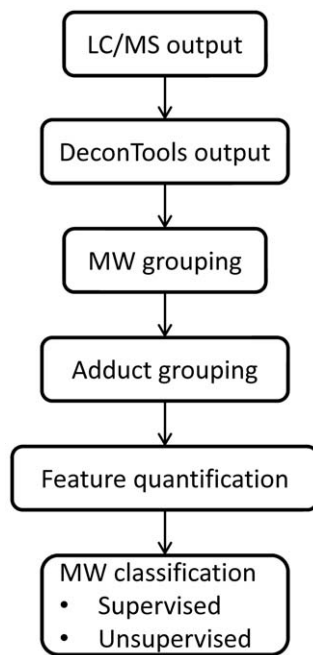 LC/MS output
DeconTools output
MW grouping
Adduct grouping
Feature quantification
MW classification
• Supervised
• Unsupervised